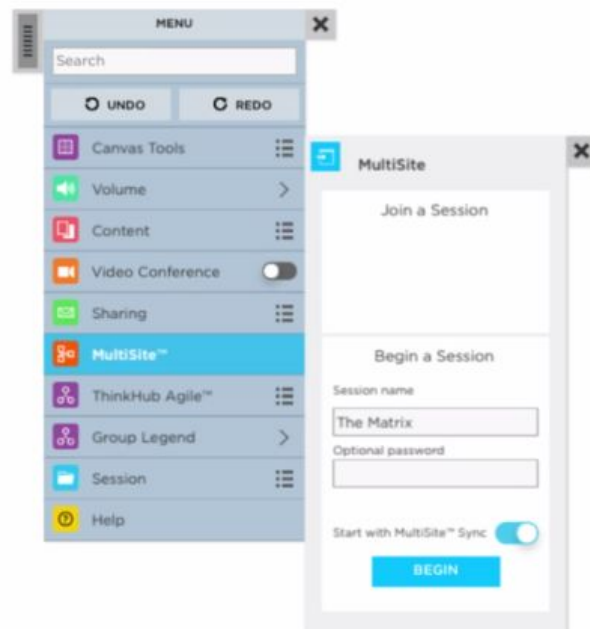 MENU
Search
UNDO REDO
Canvas Tools
Volume
Content
Video Conference
Sharing
MultiSite™
ThinkHub Agile™
Group Legend
Session
Help
MultiSite
Join a Session
Begin a Session
Session name
The Matrix
Optional password
Start with MultiSite™ Sync
BEGIN